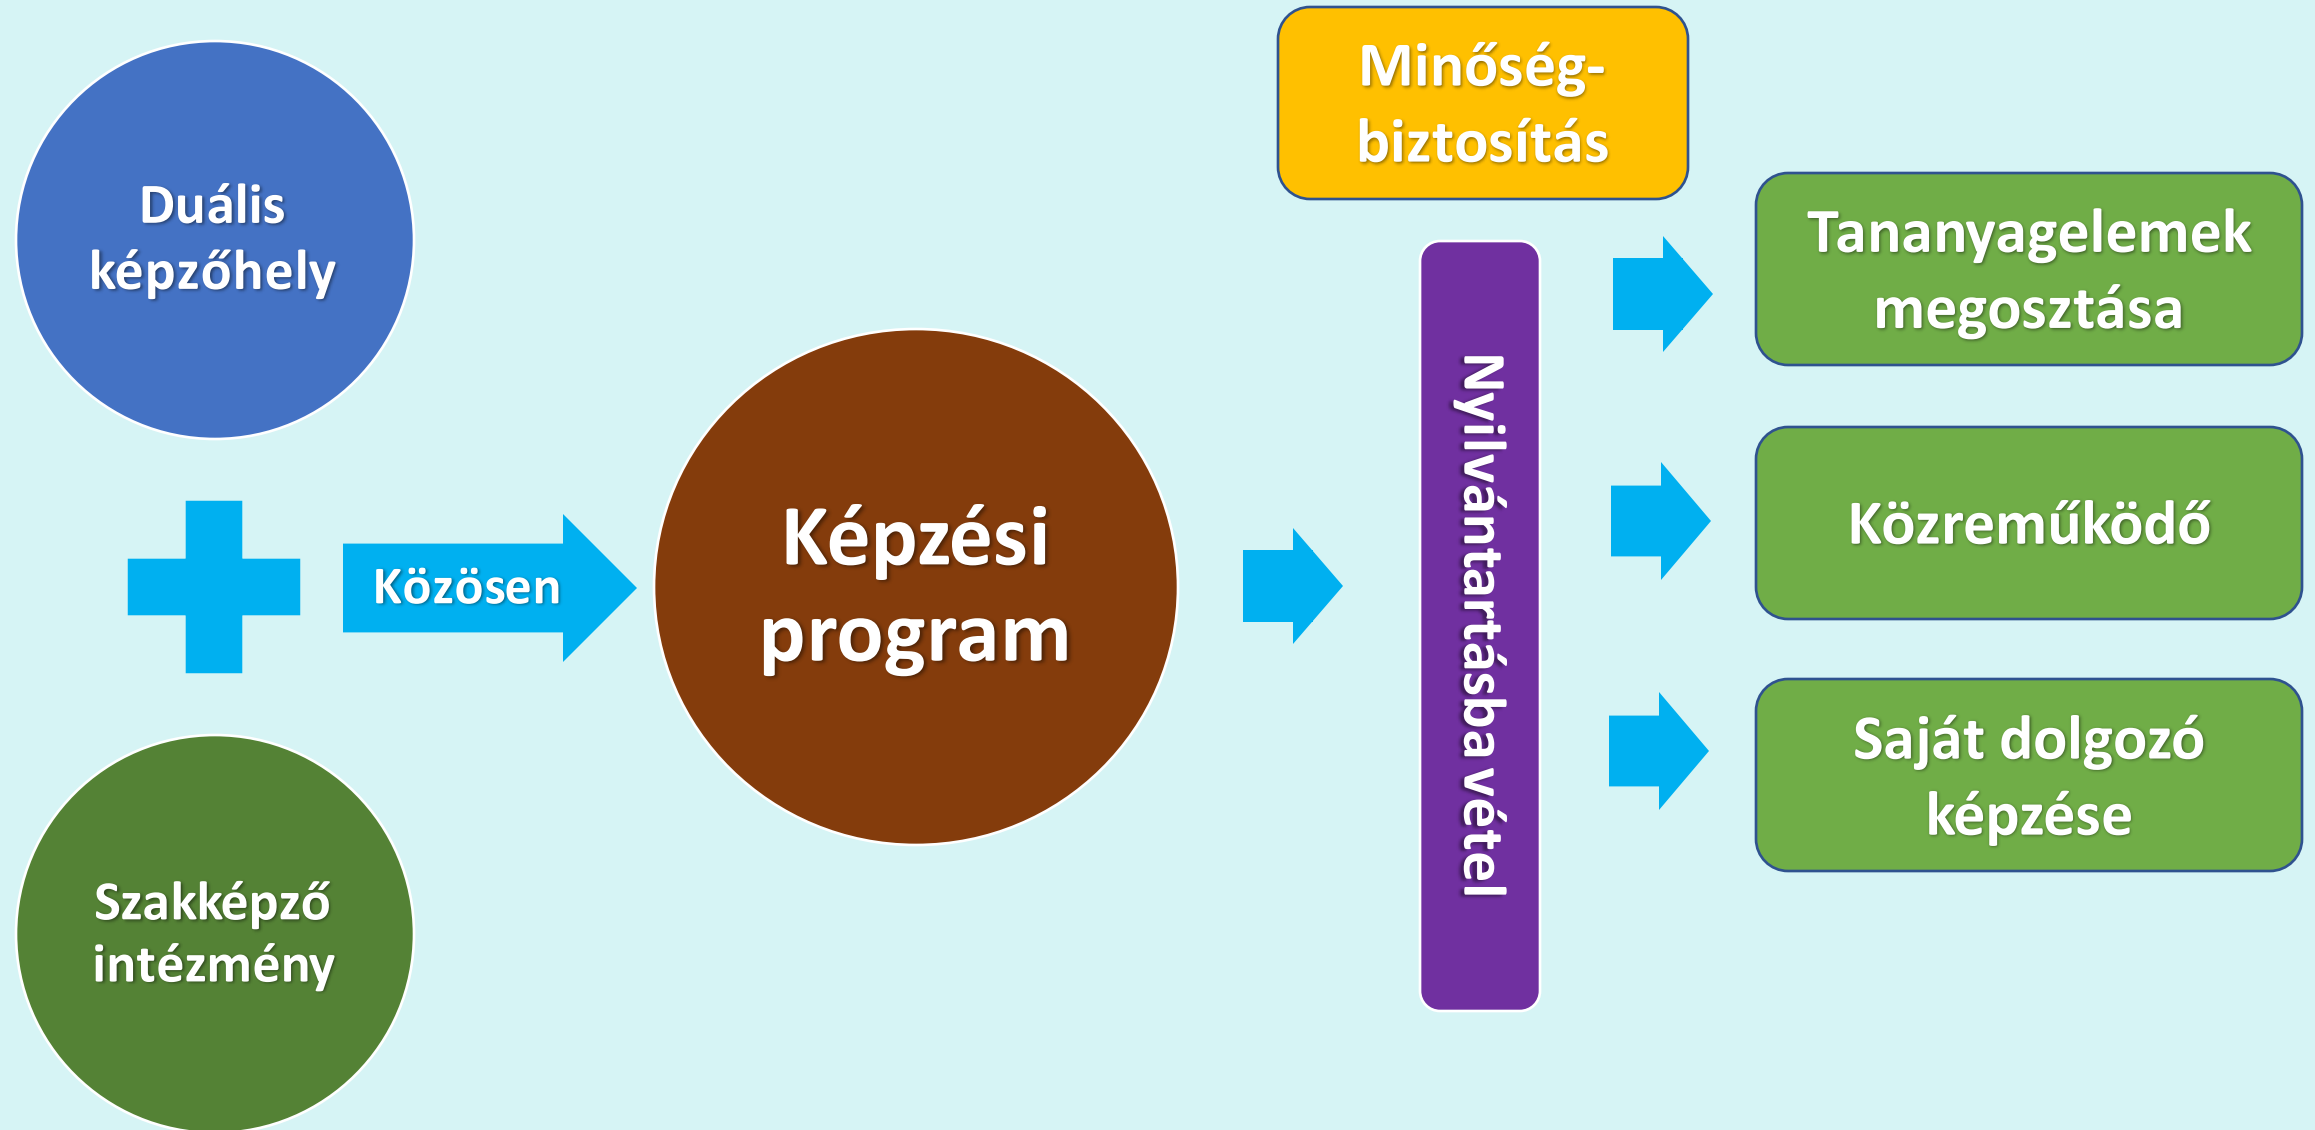 Duális
képzőhely
Közösen
Szakképző
intézmény
Képzési
program
Minőség-
biztosítás
Nyilvántartásba vétel
Tananyagelemek
megosztása
Közreműködő
Saját dolgozó
képzése